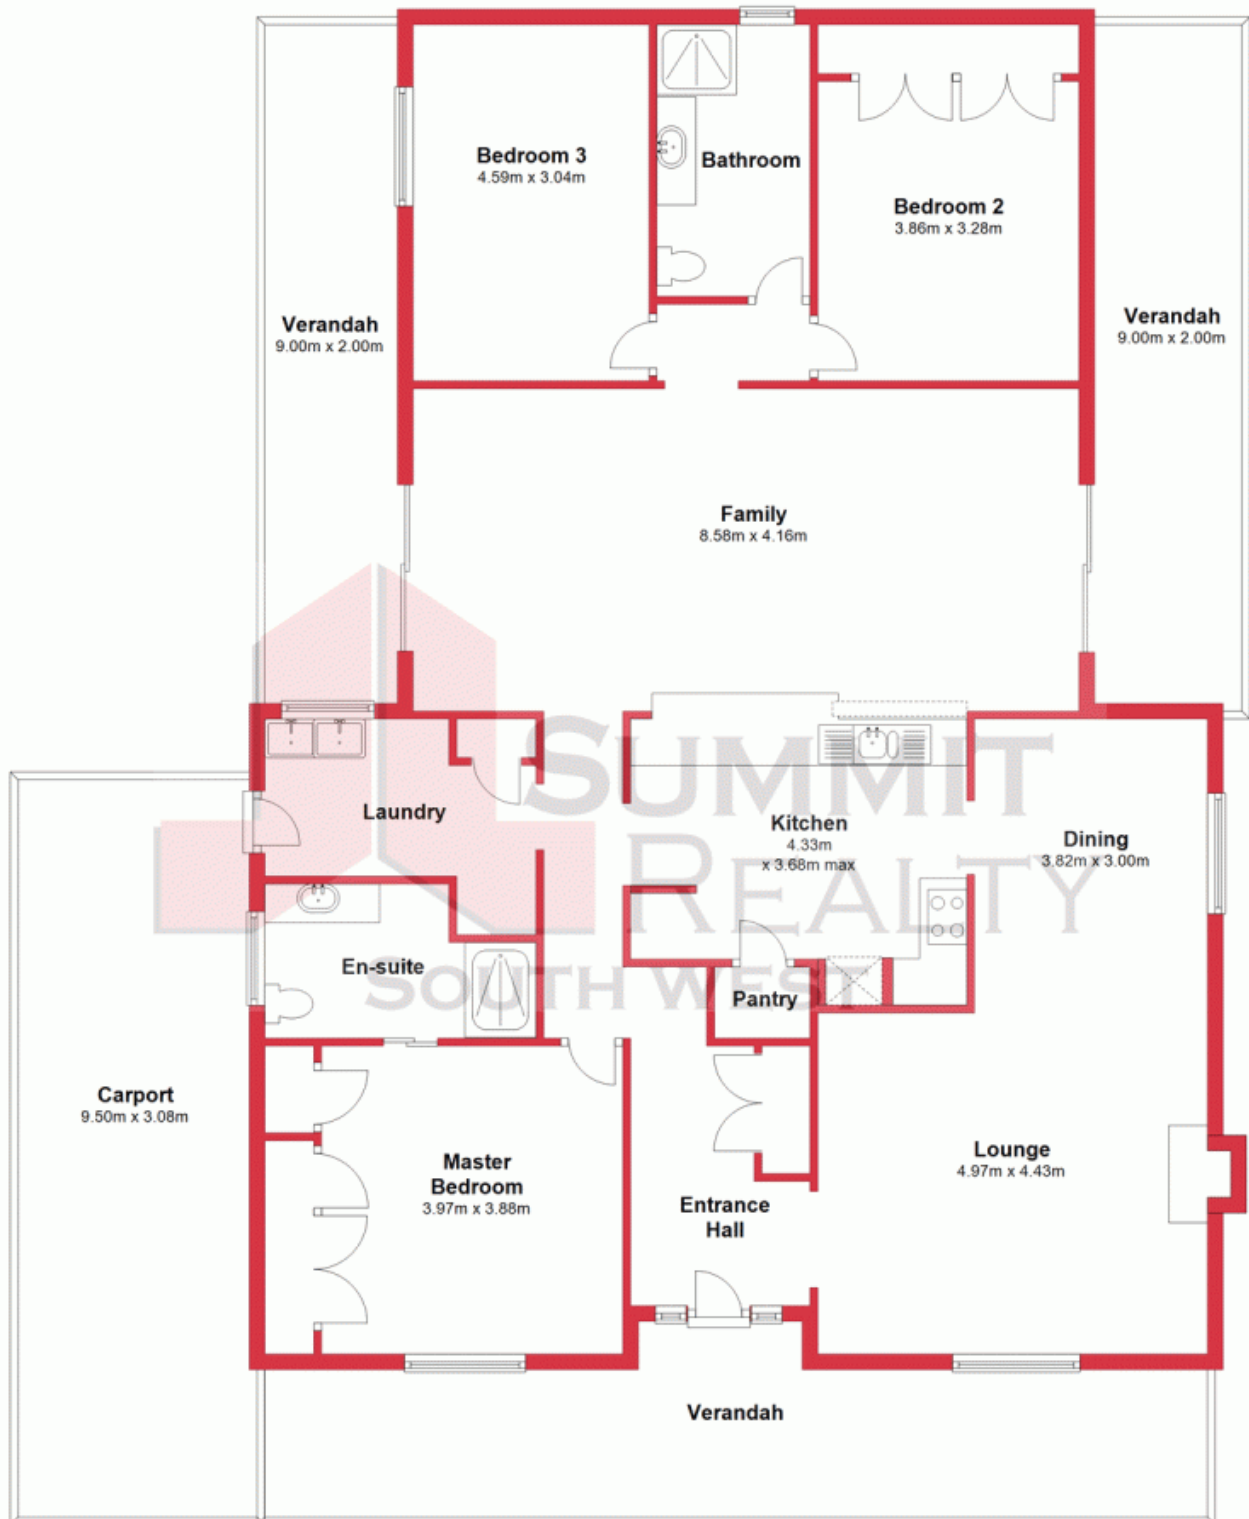 Bedroom 3
4.59m x 3.04m
Bathroom
Bedroom 2
3.86m x 3.28m
Verandah
9.00m x 2.00m
Verandah
9.00m x 2.00m
Family
8.58m x 4.16m
SUMMIT
REALTY
SOUTH WEST
Laundry
Kitchen
4.33m
x 3.68m max
Dining
3.82m x 3.00m
En-suite
Pantry
Carport
9.50m x 3.08m
Master
Bedroom
3.97m x 3.88m
Entrance
Hall
Lounge
4.97m x 4.43m
Verandah